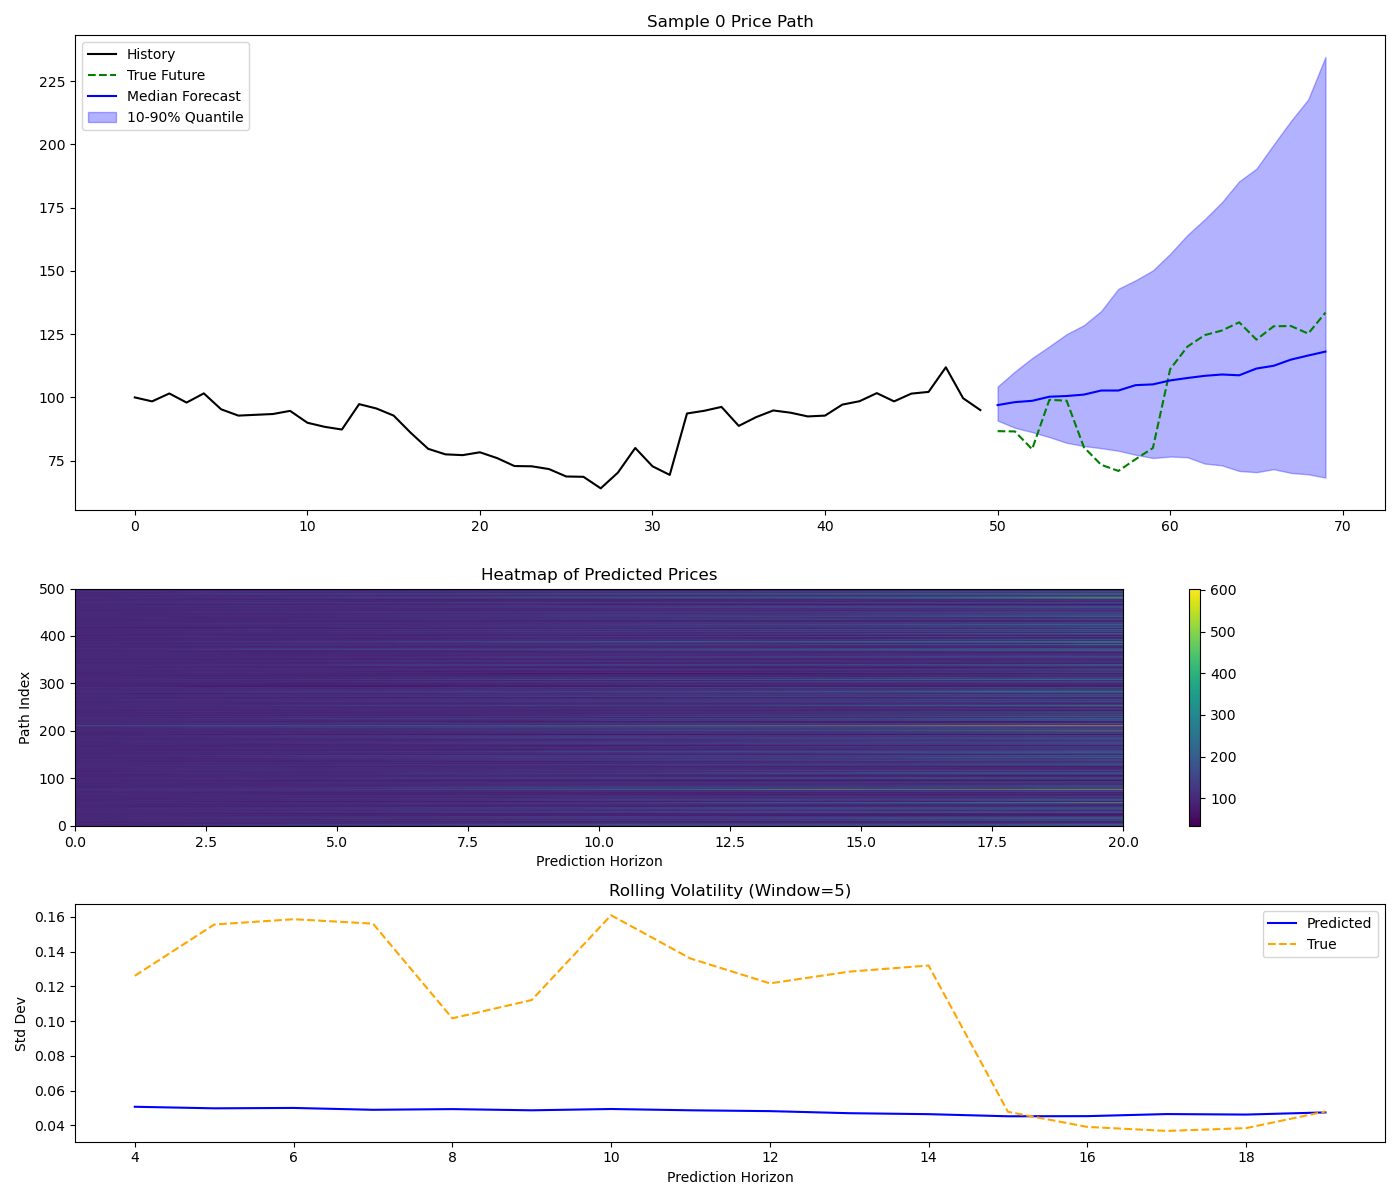 Sample 0 Price Path
History
True Future
Median Forecast
10-90% Quantile
225
200
175
150
125
100
75
0 10 20 30 40 50 60 70
Heatmap of Predicted Prices
Path Index
500
400
300
200
100
0
0.0 2.5 5.0 7.5 10.0 12.5 15.0 17.5 20.0
Prediction Horizon
600
500
400
300
200
100
Rolling Volatility (Window=5)
Predicted
True
Std Dev
0.16
0.14
0.12
0.10
0.08
0.06
0.04
4 6 8 10 12 14 16 18
Prediction Horizon